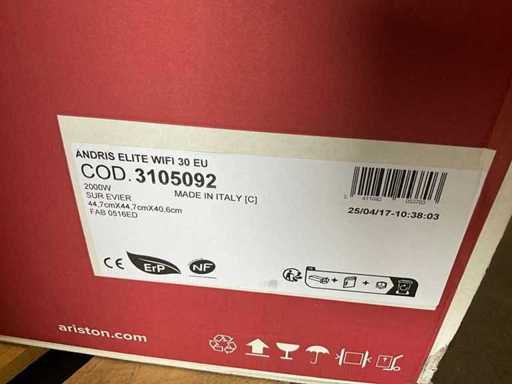 ANDRIS ELITE WIFI 30 EU
COD. 3105092
2000W
MADE IN ITALY [C]
SUR EVIER
44,7cmX44,7cmX40,6cm
FAB 0516ED
25/04/17-10:38:03
CE
ErP
NF
ariston.com